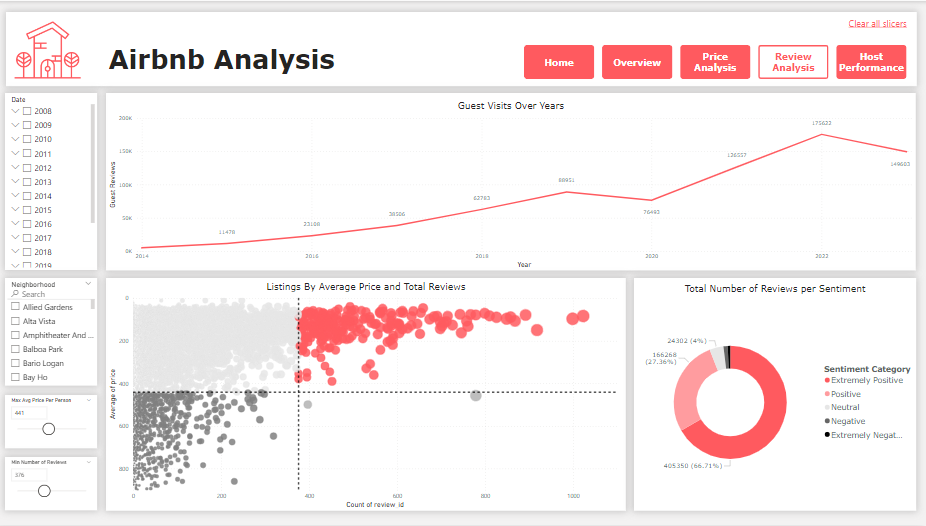 Clear all slicers
Airbnb Analysis
Home
Overview
Price
Analysis
Review
Analysis
Host
Performance
Date
2008
2009
2010
2011
2012
2013
2014
2015
2016
2017
2018
2019
Guest Visits Over Years
Guest Reviews
200K
150K
100K
50K
0K
11478
23188
62783
76493
126557
175622
149603
2014
2016
2018
2020
2022
Year
Neighborhood
Search
Allied Gardens
Alta Vista
Amphitheater And ...
Balboa Park
Bario Logan
Bay Ho
Max Avg Price Per Person
441
Min Number of Reviews
376
Listings By Average Price and Total Reviews
Average of price
0
200
400
600
800
0
200
400
600
800
1000
Count of review_id
Total Number of Reviews per Sentiment
24302 (4%)
166268
(27.36%)
405350 (66.71%)
Sentiment Category
Extremely Positive
Positive
Neutral
Negative
Extremely Negat...